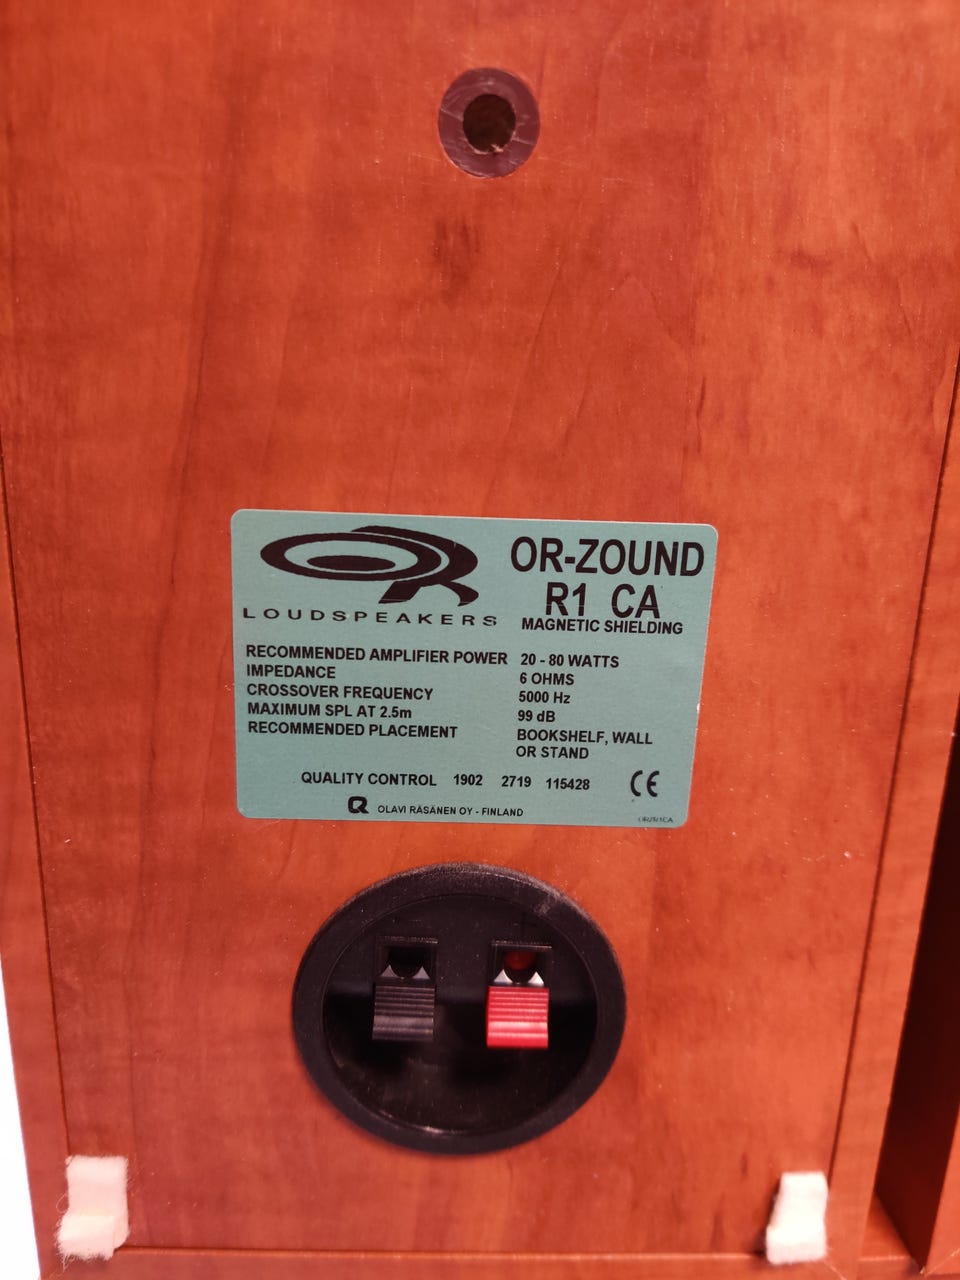 OR
LOUDSPEAKERS
OR-ZOUND
R1 CA
MAGNETIC SHIELDING
RECOMMENDED AMPLIFIER POWER 20 - 80 WATTS
IMPEDANCE 6 OHMS
CROSSOVER FREQUENCY 5000 Hz
MAXIMUM SPL AT 2.5m 99 dB
RECOMMENDED PLACEMENT BOOKSHELF, WALL
OR STAND
QUALITY CONTROL 1902 2719 115428 CE
OLAVI RÄSÄNEN OY - FINLAND